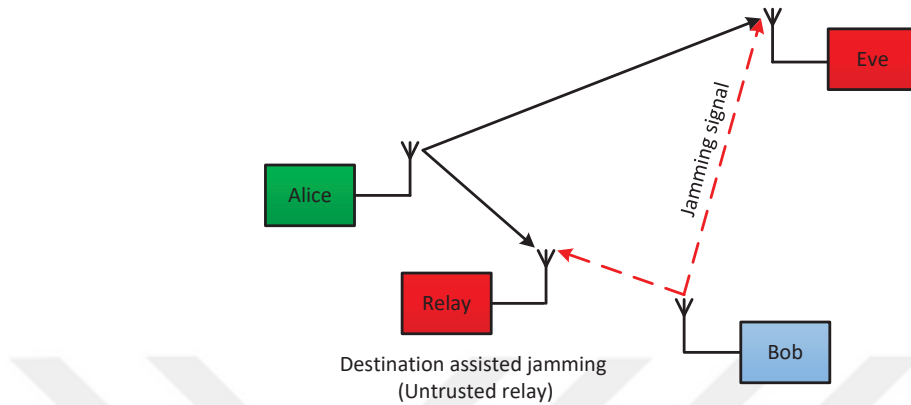 Eve
Jamming signal
Alice
Relay
Bob
Destination assisted jamming
(Untrusted relay)